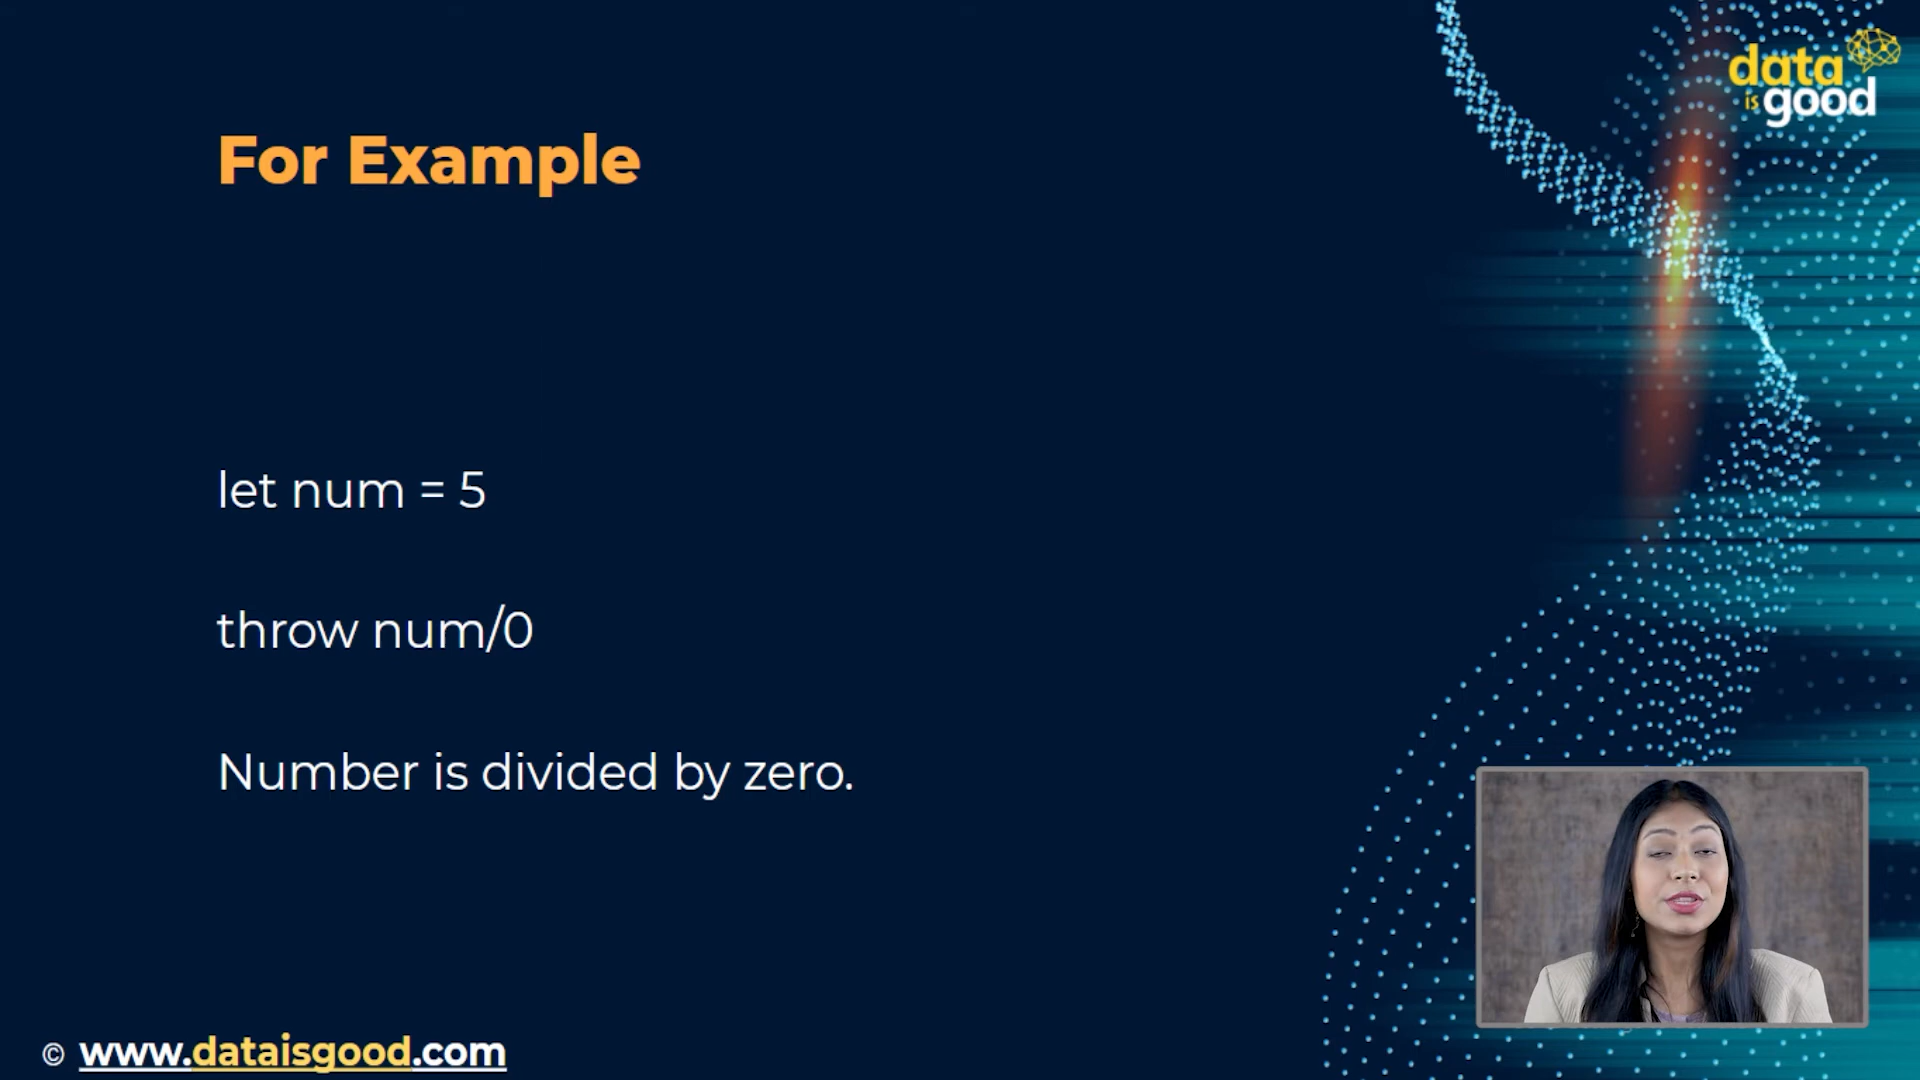 data
is good
For Example
let num = 5
throw num/0
Number is divided by zero.
© www.dataisgood.com